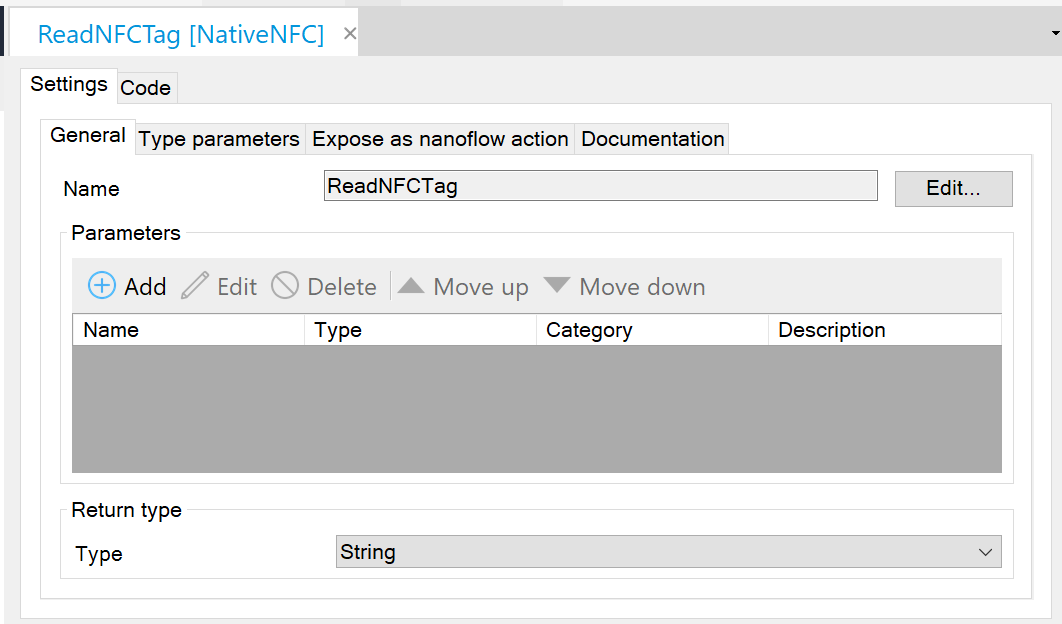 ReadNFCTag [NativeNFC]
Settings Code
General Type parameters Expose as nanoflow action Documentation
Name ReadNFCTag Edit...
Parameters
Add Edit Delete Move up Move down
Name Type Category Description
Return type
Type String